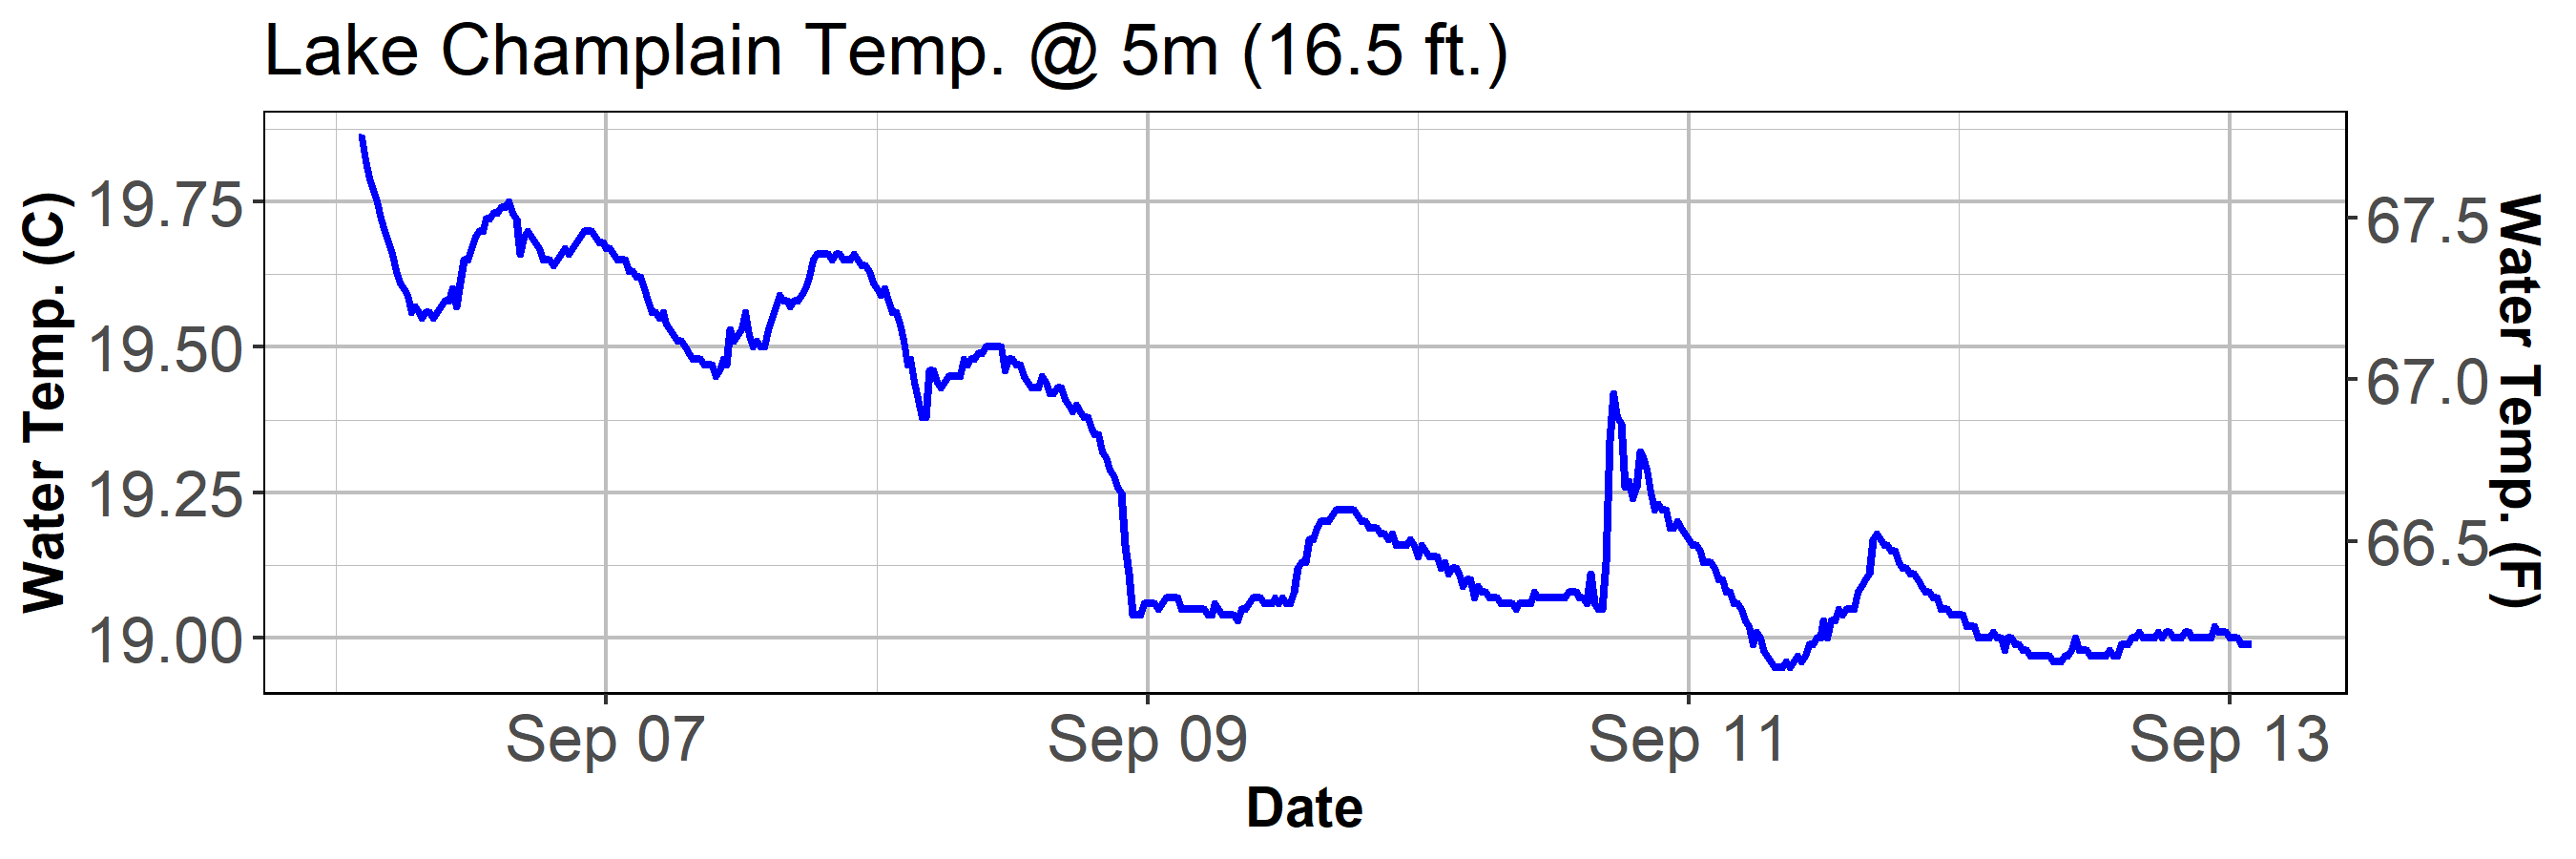 Lake Champlain Temp. @ 5m (16.5 ft.)
Water Temp. (C)
19.75
19.50
19.25
19.00
67.5
67.0
66.5
Water Temp. (F)
Sep 07
Sep 09
Sep 11
Sep 13
Date